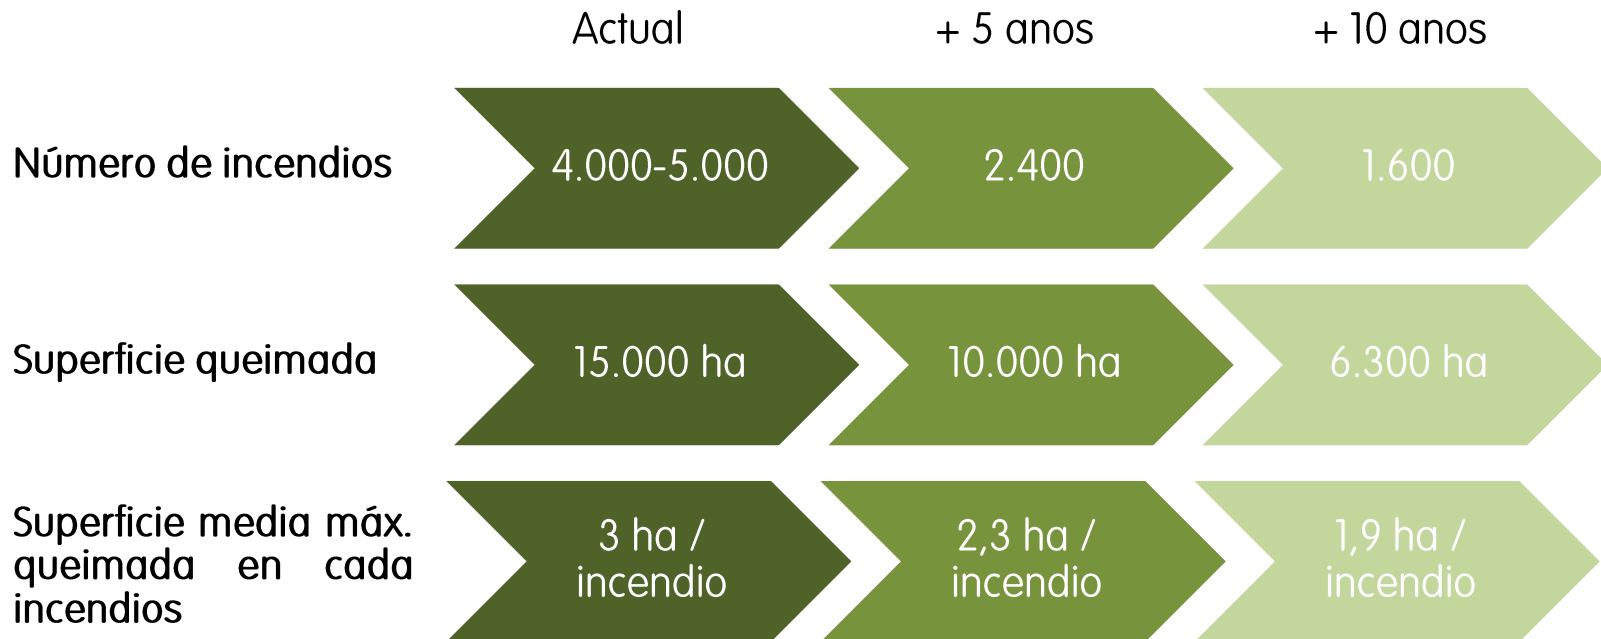 Actual + 5 anos + 10 anos
Número de incendios 4.000-5.000 2.400 1.600
Superficie queimada 15.000 ha 10.000 ha 6.300 ha
Superficie media máx.
queimada en cada
incendios
3 ha /
incendio
2,3 ha /
incendio
1,9 ha /
incendio